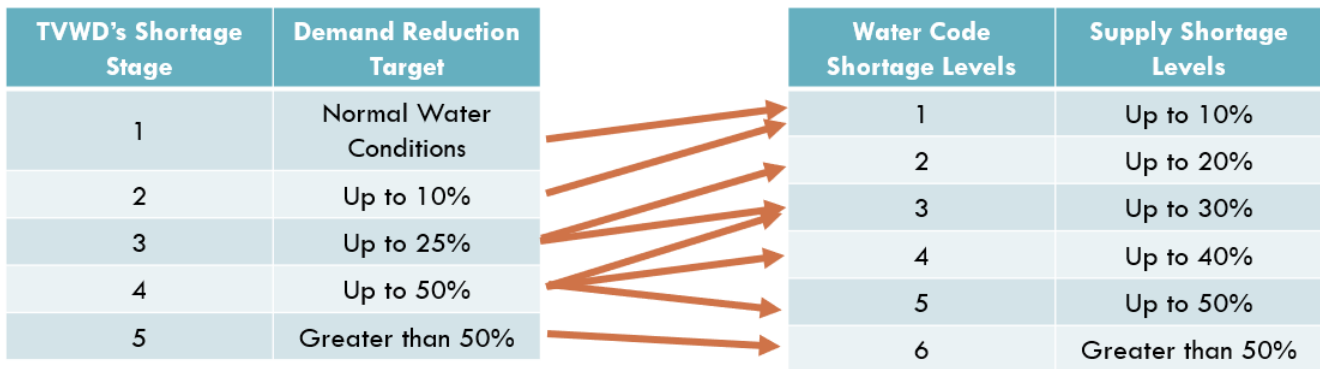 TVWD's Shortage
Stage
Demand Reduction
Target
1
Normal Water
Conditions
2
Up to 10%
3
Up to 25%
4
Up to 50%
5
Greater than 50%
Water Code
Shortage Levels
Supply Shortage
Levels
1
Up to 10%
2
Up to 20%
3
Up to 30%
4
Up to 40%
5
Up to 50%
6
Greater than 50%